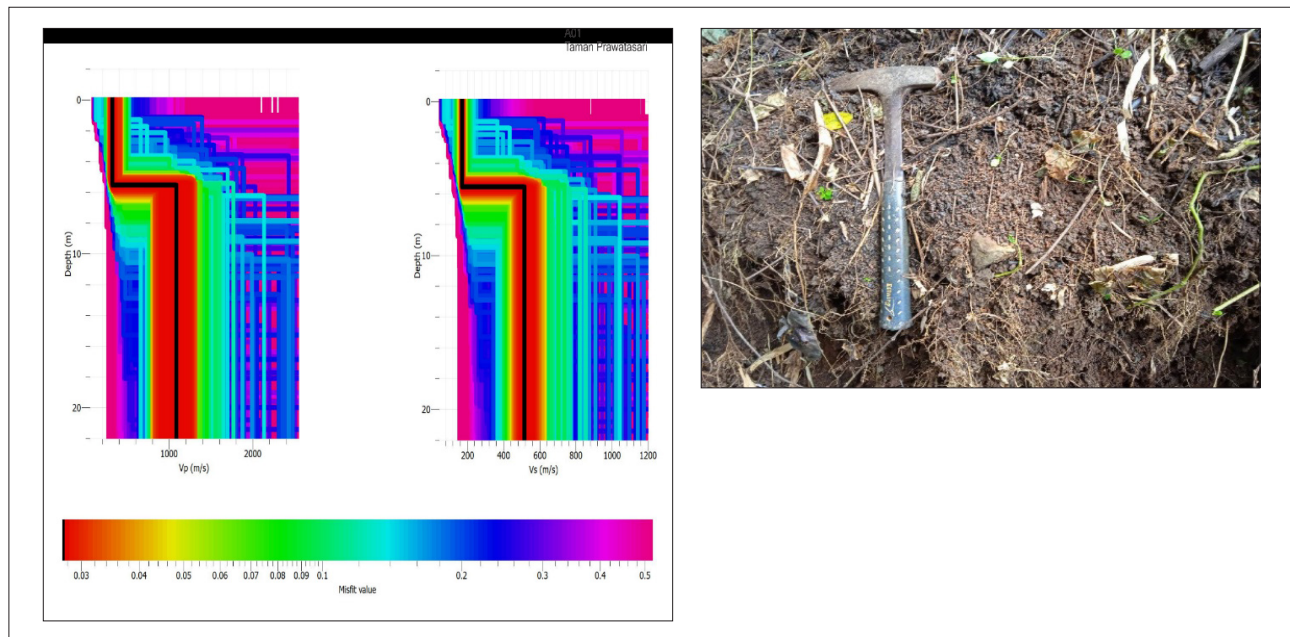 A01
Taman Prawatasari
0
10
20
Depth (m)
1000 2000
Vp (m/s)
0
10
20
Depth (m)
200 400 600 800 1000 1200
Vs (m/s)
0.03 0.04 0.05 0.06 0.07 0.08 0.09 0.1 0.2 0.3 0.4 0.5
Misfit value